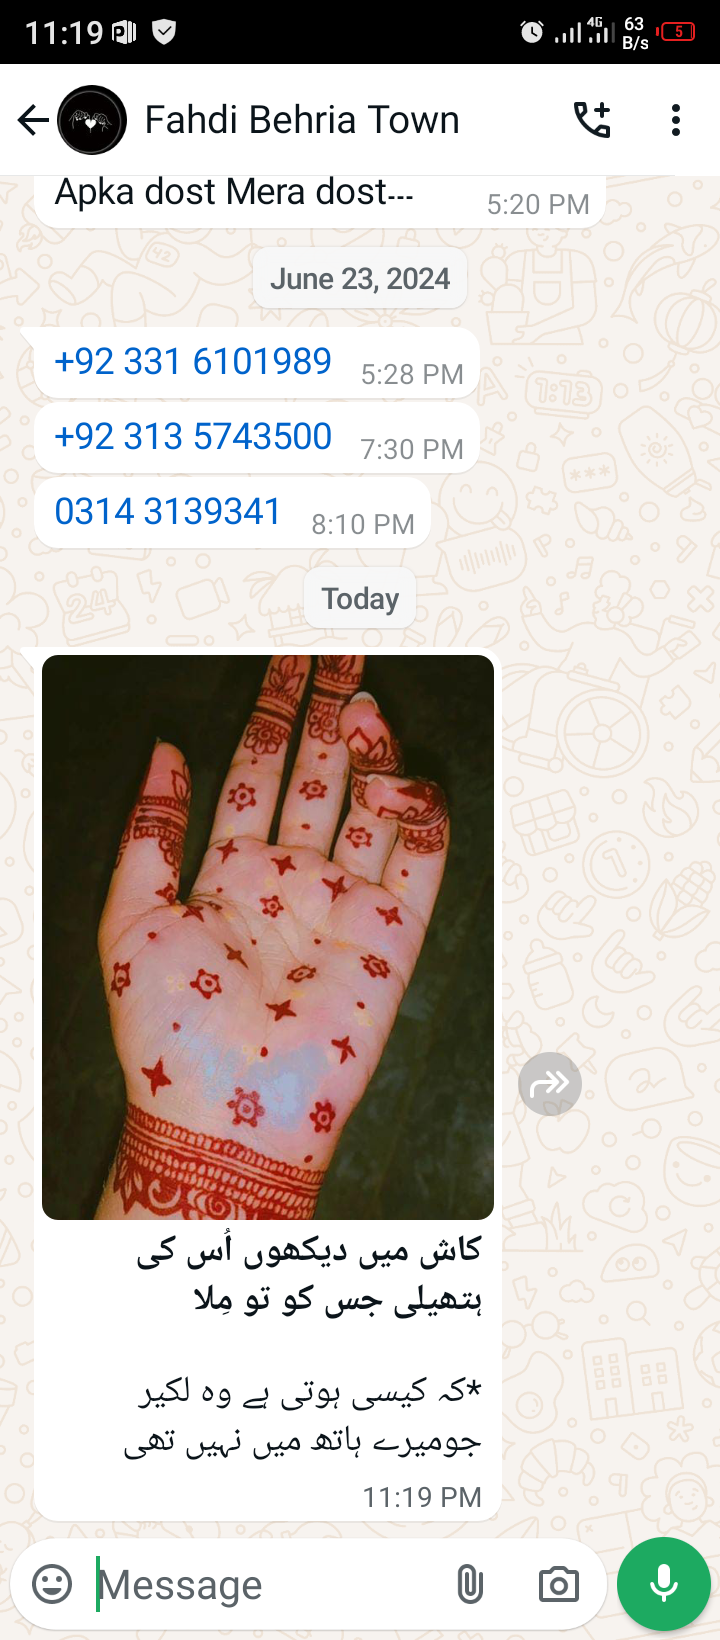 11:19
4G 63 B/s 5
Fahdi Behria Town
Apka dost Mera dost---
5:20 PM
June 23, 2024
+92 331 6101989 5:28 PM
+92 313 5743500 7:30 PM
0314 3139341 8:10 PM
Today
کاش میں دیکھوں اُس کی
ہتھیلی جس کو تو مِلا
*کہ کیسی ہوتی ہے وہ لکیر
جومیرے ہاتھ میں نہیں تھی
11:19 PM
Message